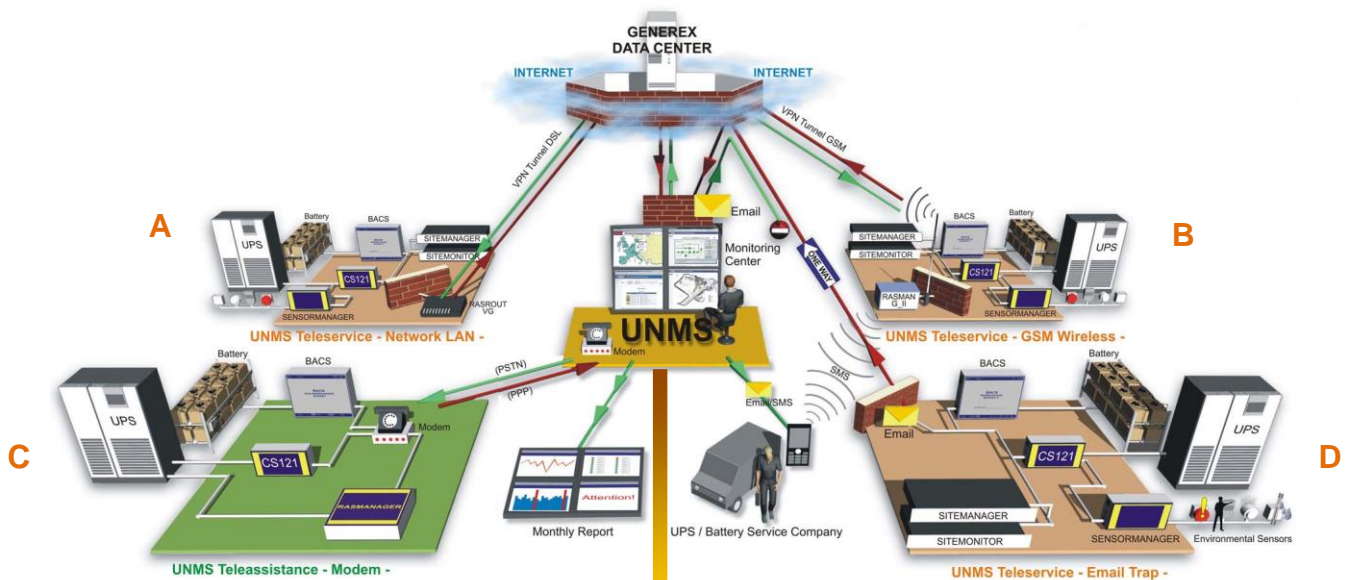 GENEREX
DATA CENTER
INTERNET
INTERNET
VPN Tunnel DSL
VPN Tunnel GSM
Email
Monitoring
Center
ONE WAY
UNMS
Modem
A
Battery
BACS
UPS
SITEMANAGER
SITEMONITOR
CS121
SENSORMANAGER
RASROUT
VG
UNMS Teleservice - Network LAN -
B
BACS
Battery
UPS
SITEMANAGER
SITEMONITOR
CS121
RASMAN
G_II
SENSORMANAGER
UNMS Teleservice - GSM Wireless -
(PSTN)
(PPP)
Email/SMS
SMS
C
Battery
BACS
BACS
UPS
Modem
CS121
RASMANAGER
UNMS Teleassistance - Modem -
Attention!
Monthly Report
UPS / Battery Service Company
D
BACS
Battery
UPS
Email
CS121
SITEMANAGER
SITEMONITOR
SENSORMANAGER
Environmental Sensors
UNMS Teleservice - Email Trap -